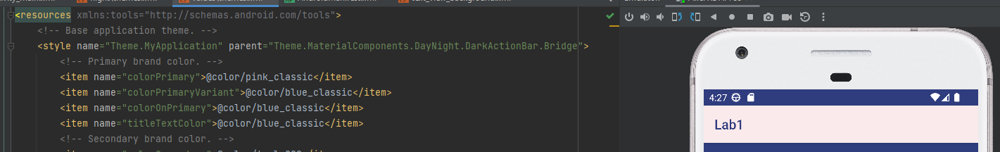 <resources xmlns:tools="http://schemas.android.com/tools">
<!-- Base application theme. -->
<style name="Theme.MyApplication" parent="Theme.MaterialComponents.DayNight.DarkActionBar.Bridge">
<!-- Primary brand color. -->
<item name="colorPrimary">@color/pink_classic</item>
<item name="colorPrimaryVariant">@color/blue_classic</item>
<item name="colorOnPrimary">@color/blue_classic</item>
<item name="titleTextColor">@color/blue_classic</item>
<!-- Secondary brand color. -->
4:27
Lab1